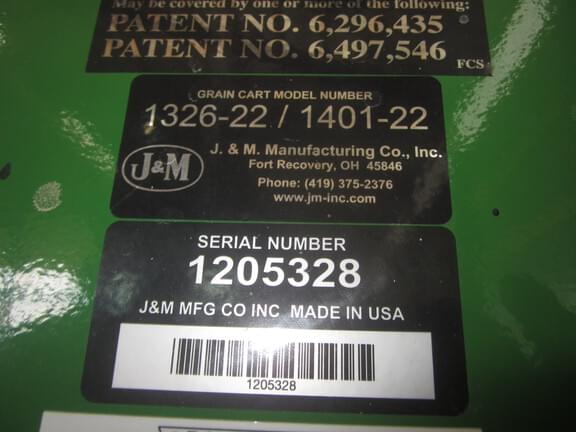 May be covered by one or more of the following:
PATENT NO. 6,296,435
PATENT NO. 6,497,546
FCS
GRAIN CART MODEL NUMBER
1326-22 / 1401-22
J&M
J. & M. Manufacturing Co., Inc.
Fort Recovery, OH 45846
Phone: (419) 375-2376
www.jm-inc.com
SERIAL NUMBER
1205328
J&M MFG CO INC MADE IN USA
1205328